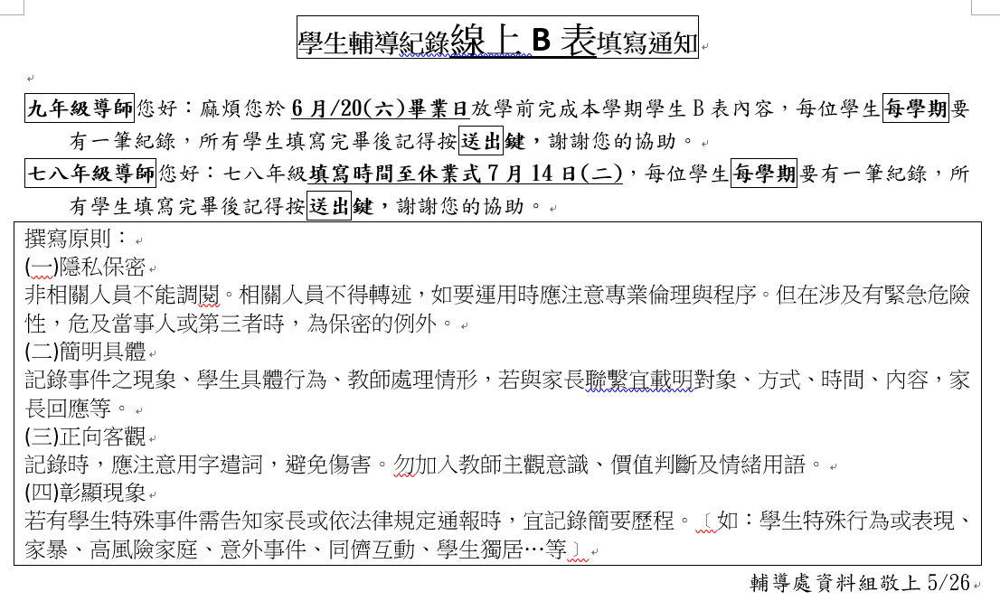 學生輔導紀錄線上 B 表填寫通知
九年級導師您好：麻煩您於 6 月/20(六)畢業日放學前完成本學期學生 B 表內容，每位學生每學期要
有一筆紀錄，所有學生填寫完畢後記得按送出鍵，謝謝您的協助。
七八年級導師您好：七八年級填寫時間至休業式 7 月 14 日(二)，每位學生每學期要有一筆紀錄，所
有學生填寫完畢後記得按送出鍵，謝謝您的協助。
撰寫原則：
(一)隱私保密
非相關人員不能調閱。相關人員不得轉述，如要運用時應注意專業倫理與程序。但在涉及有緊急危險
性，危及當事人或第三者時，為保密的例外。
(二)簡明具體
記錄事件之現象、學生具體行為、教師處理情形，若與家長聯繫宜載明對象、方式、時間、內容，家
長回應等。
(三)正向客觀
記錄時，應注意用字遣詞，避免傷害。勿加入教師主觀意識、價值判斷及情緒用語。
(四)彰顯現象
若有學生特殊事件需告知家長或依法律規定通報時，宜記錄簡要歷程。〔如：學生特殊行為或表現、
家暴、高風險家庭、意外事件、同儕互動、學生獨居…等〕
輔導處資料組敬上 5/26